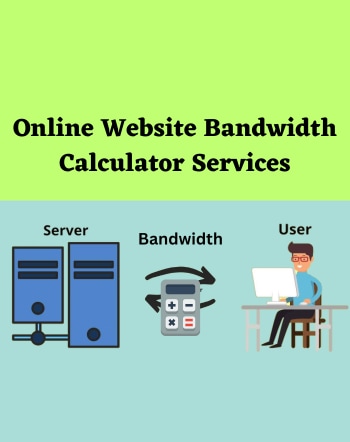 Online Website Bandwidth
Calculator Services
Server
Bandwidth
User